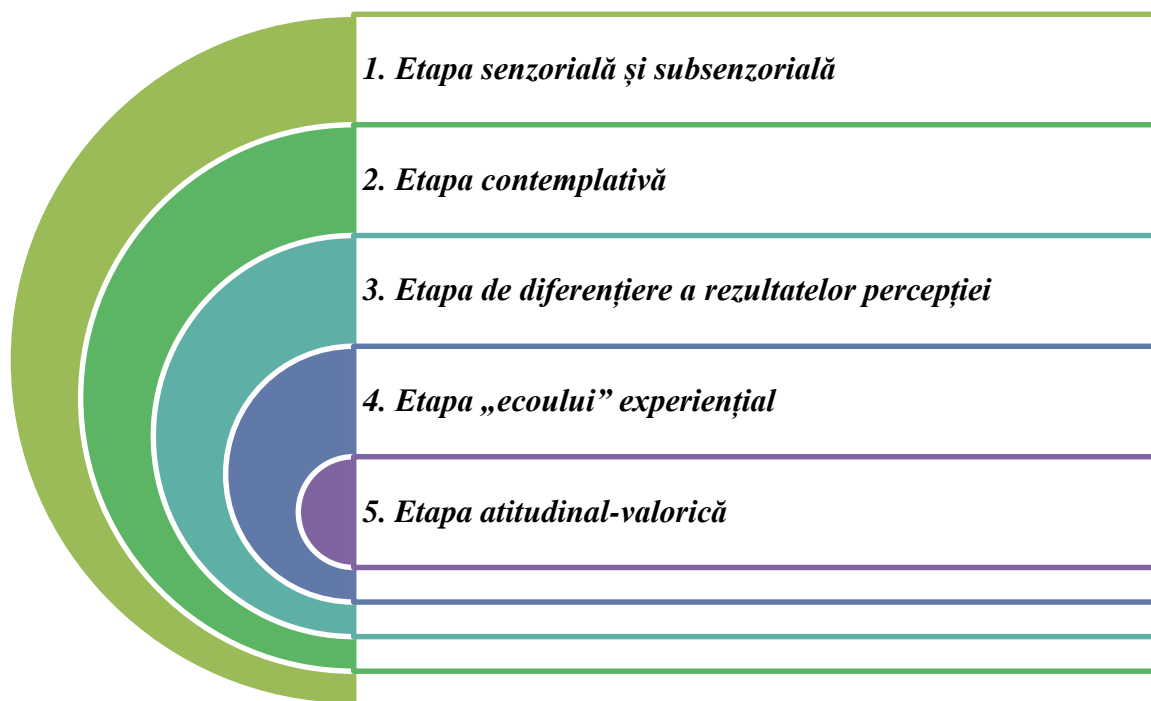 1. Etapa senzorială și subsenzorială
2. Etapa contemplativă
3. Etapa de diferențiere a rezultatelor percepției
4. Etapa „ecoului” experiențial
5. Etapa atitudinal-valorică